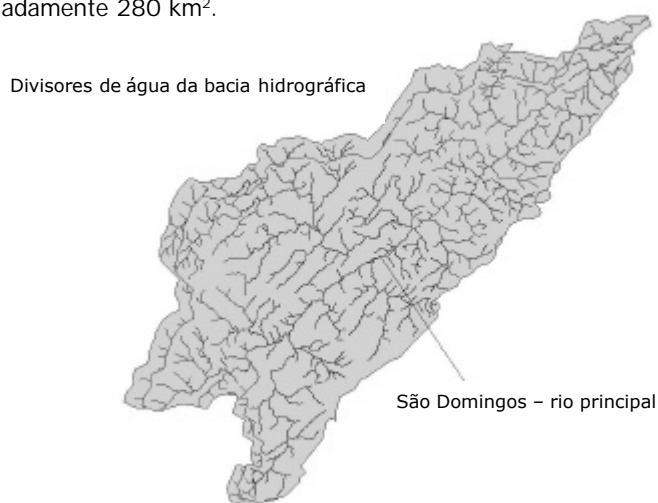 adamente 280 km².
Divisores de água da bacia hidrográfica
São Domingos – rio principal